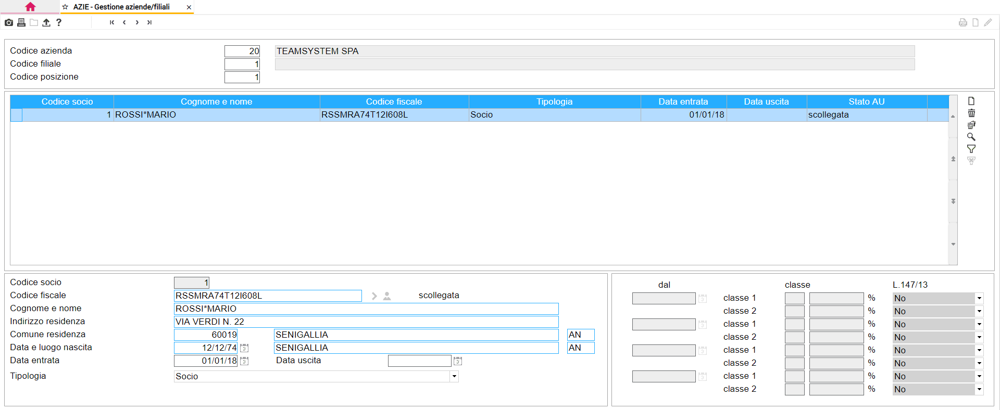 AZIE - Gestione aziende/filiali
Codice azienda 20 TEAMSYSTEM SPA
Codice filiale 1
Codice posizione 1
Codice socio Cognome e nome Codice fiscale Tipologia Data entrata Data uscita Stato AU
1 ROSSI*MARIO RSSMRA74T12I608L Socio 01/01/18 scollegata
Codice socio 1
Codice fiscale RSSMRA74T12I608L scollegata
Cognome e nome ROSSI*MARIO
Indirizzo residenza VIA VERDI N. 22
Comune residenza 60019 SENIGALLIA AN
Data e luogo nascita 12/12/74 SENIGALLIA AN
Data entrata 01/01/18 Data uscita
Tipologia Socio
dal classe L.147/13
classe 1 % No
classe 2 % No
classe 1 % No
classe 2 % No
classe 1 % No
classe 2 % No
classe 1 % No
classe 2 % No